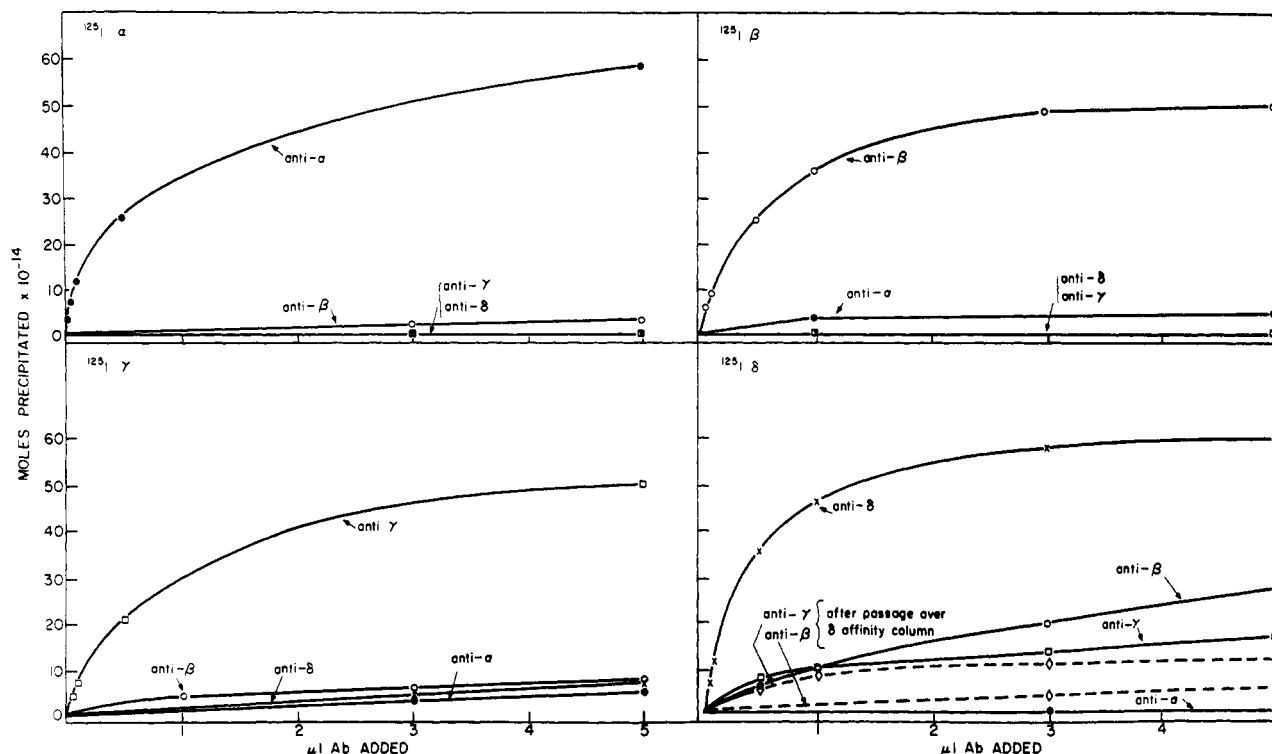 ¹²⁵I α
60
50
40
30
20
10
0
anti-α
anti-β
anti-γ
anti-δ
¹²⁵I β
anti-β
anti-α
anti-δ
anti-γ
MOLES PRECIPITATED x 10⁻¹⁴
¹²⁵I γ
60
50
40
30
20
10
0
anti γ
anti-β
anti-δ
anti-α
1
2
3
4
5
μl Ab ADDED
¹²⁵I δ
anti-δ
anti-β
anti-γ
anti-γ
anti-β
after passage over
δ affinity column
anti-α
1
2
3
4
μl Ab ADDED